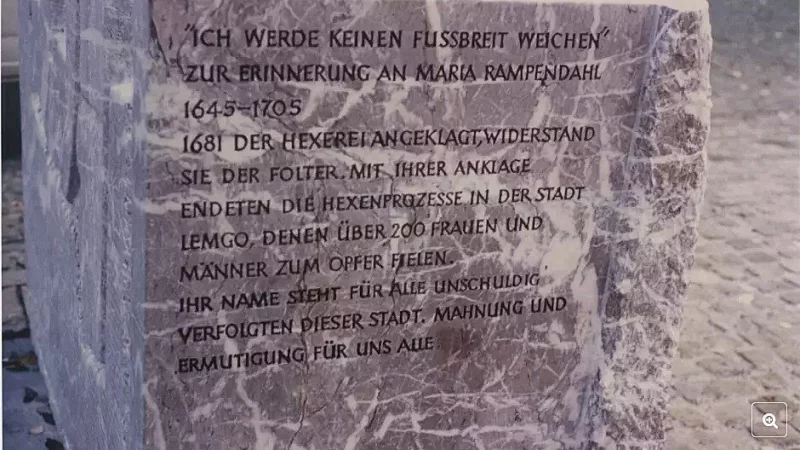 "ICH WERDE KEINEN FUSSBREIT WEICHEN"
ZUR ERINNERUNG AN MARIA RAMPENDAHL
1645–1705
1681 DER HEXEREI ANGEKLAGT, WIDERSTAND
SIE DER FOLTER. MIT IHRER ANKLAGE
ENDETEN DIE HEXENPROZESSE IN DER STADT
LEMGO, DENEN ÜBER 200 FRAUEN UND
MÄNNER ZUM OPFER FIELEN.
IHR NAME STEHT FÜR ALLE UNSCHULDIG
VERFOLGTEN DIESER STADT. MAHNUNG UND
ERMUTIGUNG FÜR UNS ALLE